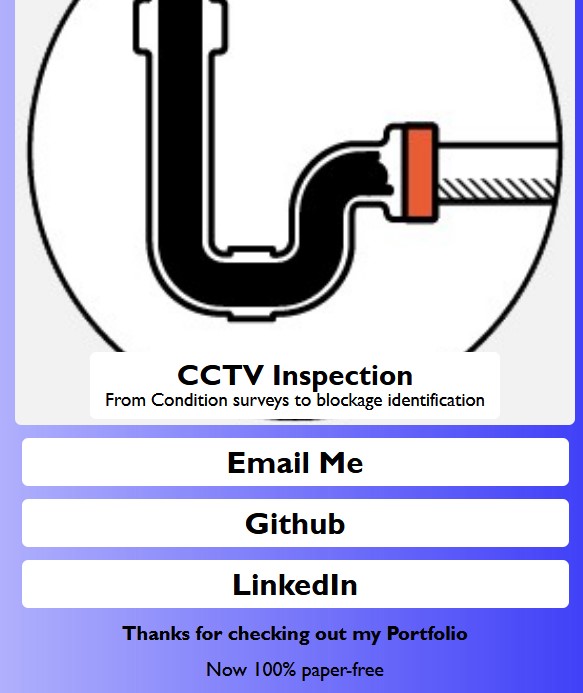 CCTV Inspection
From Condition surveys to blockage identification
Email Me
Github
LinkedIn
Thanks for checking out my Portfolio
Now 100% paper-free